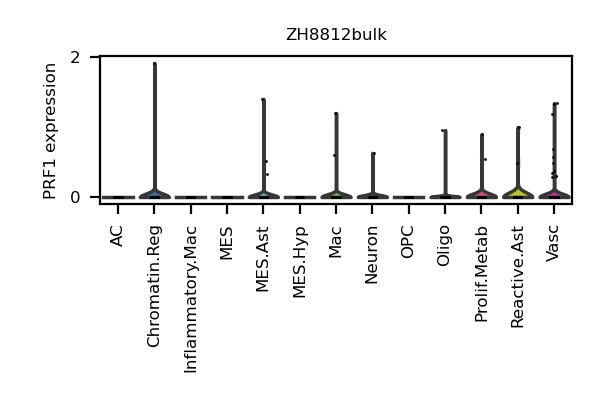 ZH8812bulk
PRF1 expression
2
0
AC
Chromatin.Reg
Inflammatory.Mac
MES
MES.Ast
MES.Hyp
Mac
Neuron
OPC
Oligo
Prolif.Metab
Reactive.Ast
Vasc